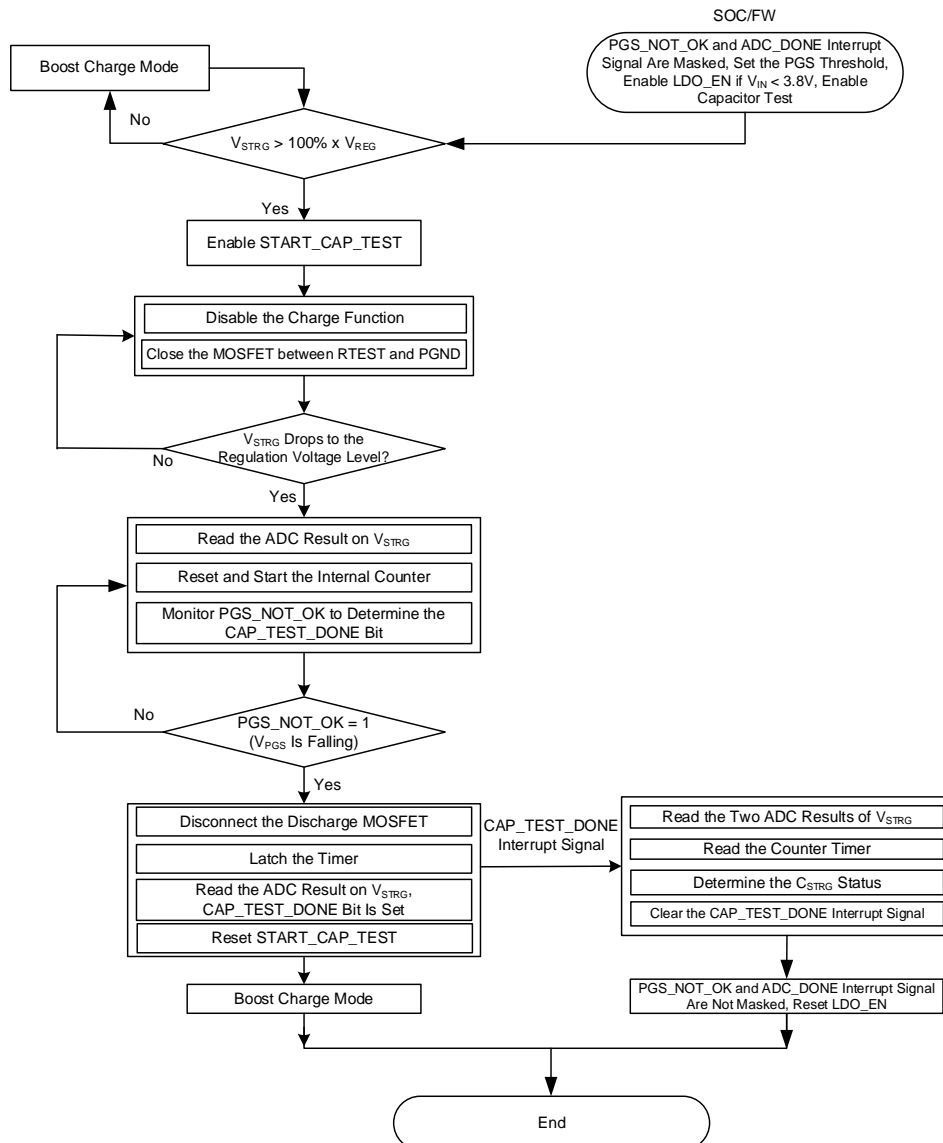 SOC/FW
PGS_NOT_OK and ADC_DONE Interrupt
Signal Are Masked, Set the PGS Threshold,
Enable LDO_EN if VIN < 3.8V, Enable
Capacitor Test
Boost Charge Mode
No
VSTRG > 100% x VREG
Yes
Enable START_CAP_TEST
Disable the Charge Function
Close the MOSFET between RTEST and PGND
VSTRG Drops to the
Regulation Voltage Level?
No
Yes
Read the ADC Result on VSTRG
Reset and Start the Internal Counter
Monitor PGS_NOT_OK to Determine the
CAP_TEST_DONE Bit
No
PGS_NOT_OK = 1
(VPGS Is Falling)
Yes
Disconnect the Discharge MOSFET
Latch the Timer
Read the ADC Result on VSTRG,
CAP_TEST_DONE Bit Is Set
Reset START_CAP_TEST
Boost Charge Mode
CAP_TEST_DONE
Interrupt Signal
Read the Two ADC Results of VSTRG
Read the Counter Timer
Determine the CSTRG Status
Clear the CAP_TEST_DONE Interrupt Signal
PGS_NOT_OK and ADC_DONE Interrupt Signal
Are Not Masked, Reset LDO_EN
End